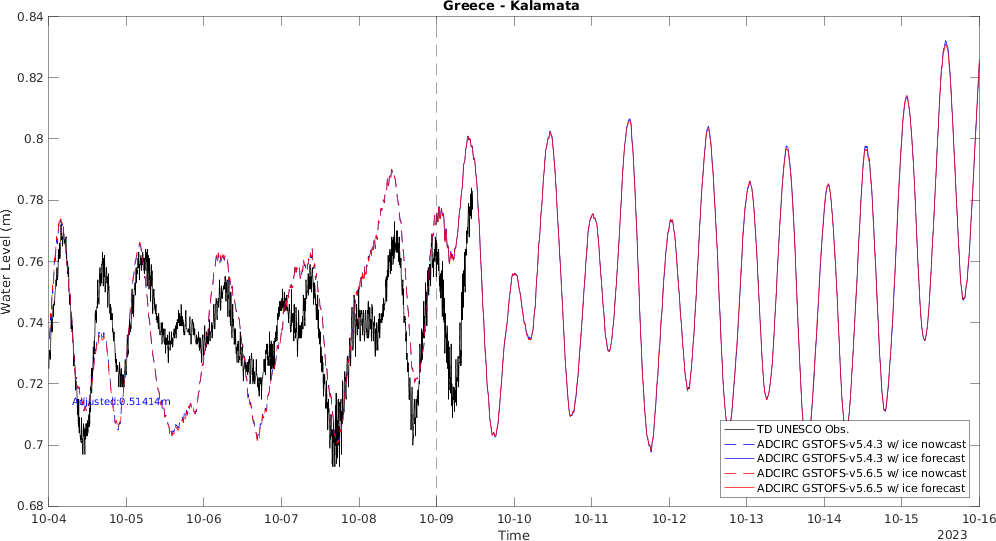 Greece - Kalamata
0.84
0.82
0.8
0.78
0.76
0.74
0.72
0.7
0.68
Water Level (m)
Adjusted:0.51414m
TD UNESCO Obs.
ADCIRC GSTOFS-v5.4.3 w/ ice nowcast
ADCIRC GSTOFS-v5.4.3 w/ ice forecast
ADCIRC GSTOFS-v5.6.5 w/ ice nowcast
ADCIRC GSTOFS-v5.6.5 w/ ice forecast
10-04 10-05 10-06 10-07 10-08 10-09 10-10 10-11 10-12 10-13 10-14 10-15 10-16
Time
2023